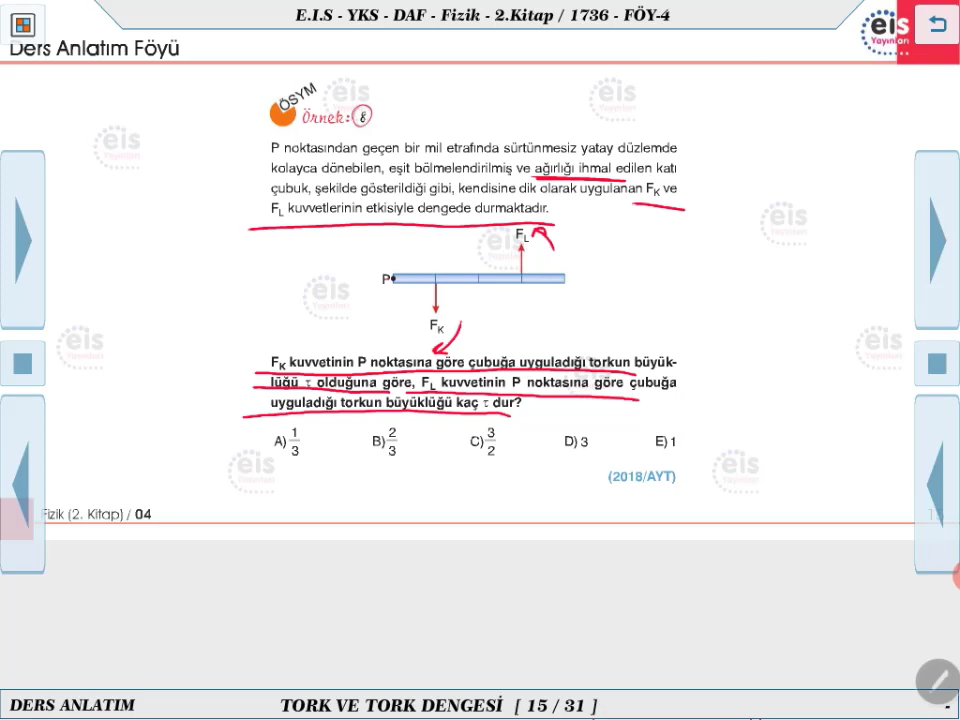 E.I.S - YKS - DAF - Fizik - 2.Kitap / 1736 - FÖY-4
Ders Anlatım Föyü
eis
Yayınları
ÖSYM
Örnek: 8
P noktasından geçen bir mil etrafında sürtünmesiz yatay düzlemde
kolayca dönebilen, eşit bölmelendirilmiş ve ağırlığı ihmal edilen katı
çubuk, şekilde gösterildiği gibi, kendisine dik olarak uygulanan FK ve
FL kuvvetlerinin etkisiyle dengede durmaktadır.
FL
P
FK
FK kuvvetinin P noktasına göre çubuğa uyguladığı torkun büyük-
lüğü τ olduğuna göre, FL kuvvetinin P noktasına göre çubuğa
uyguladığı torkun büyüklüğü kaç τ dur?
A) 1/3 B) 2/3 C) 3/2 D) 3 E) 1
(2018/AYT)
Fizik (2. Kitap) / 04
DERS ANLATIM TORK VE TORK DENGESİ [ 15 / 31 ]